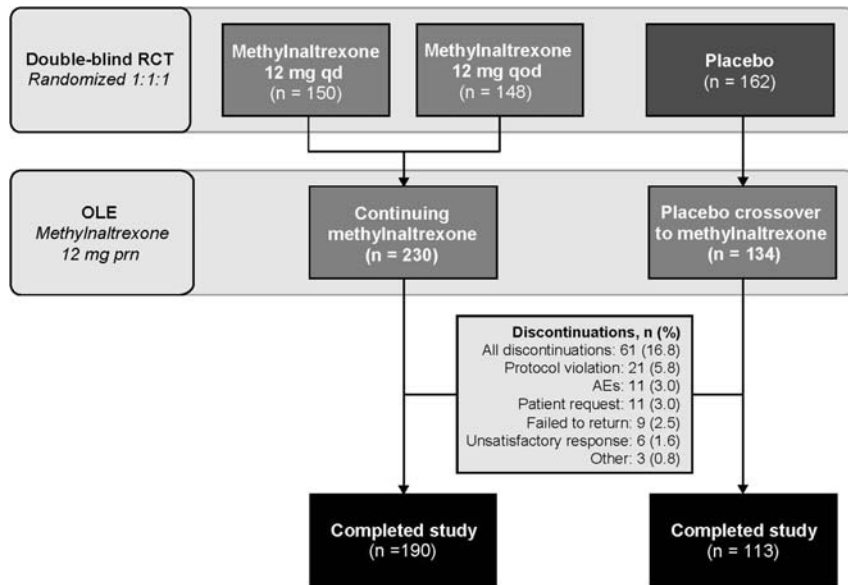 Double-blind RCT
Randomized 1:1:1
Methylnaltrexone
12 mg qd
(n = 150)
Methylnaltrexone
12 mg qod
(n = 148)
Placebo
(n = 162)
OLE
Methylnaltrexone
12 mg prn
Continuing
methylnaltrexone
(n = 230)
Placebo crossover
to methylnaltrexone
(n = 134)
Discontinuations, n (%)
All discontinuations: 61 (16.8)
Protocol violation: 21 (5.8)
AEs: 11 (3.0)
Patient request: 11 (3.0)
Failed to return: 9 (2.5)
Unsatisfactory response: 6 (1.6)
Other: 3 (0.8)
Completed study
(n =190)
Completed study
(n = 113)